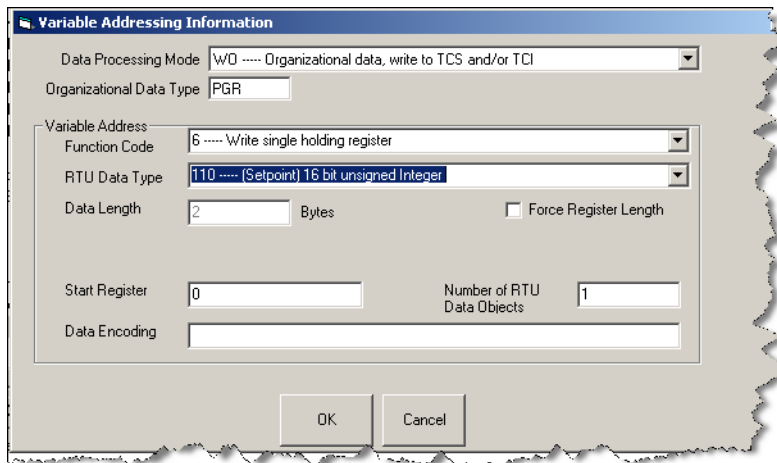 Variable Addressing Information
Data Processing Mode WO ----- Organizational data, write to TCS and/or TCI
Organizational Data Type PGR
Variable Address
Function Code 6 ----- Write single holding register
RTU Data Type 110 ----- (Setpoint) 16 bit unsigned Integer
Data Length 2 Bytes Force Register Length
Start Register 0 Number of RTU Data Objects 1
Data Encoding
OK Cancel